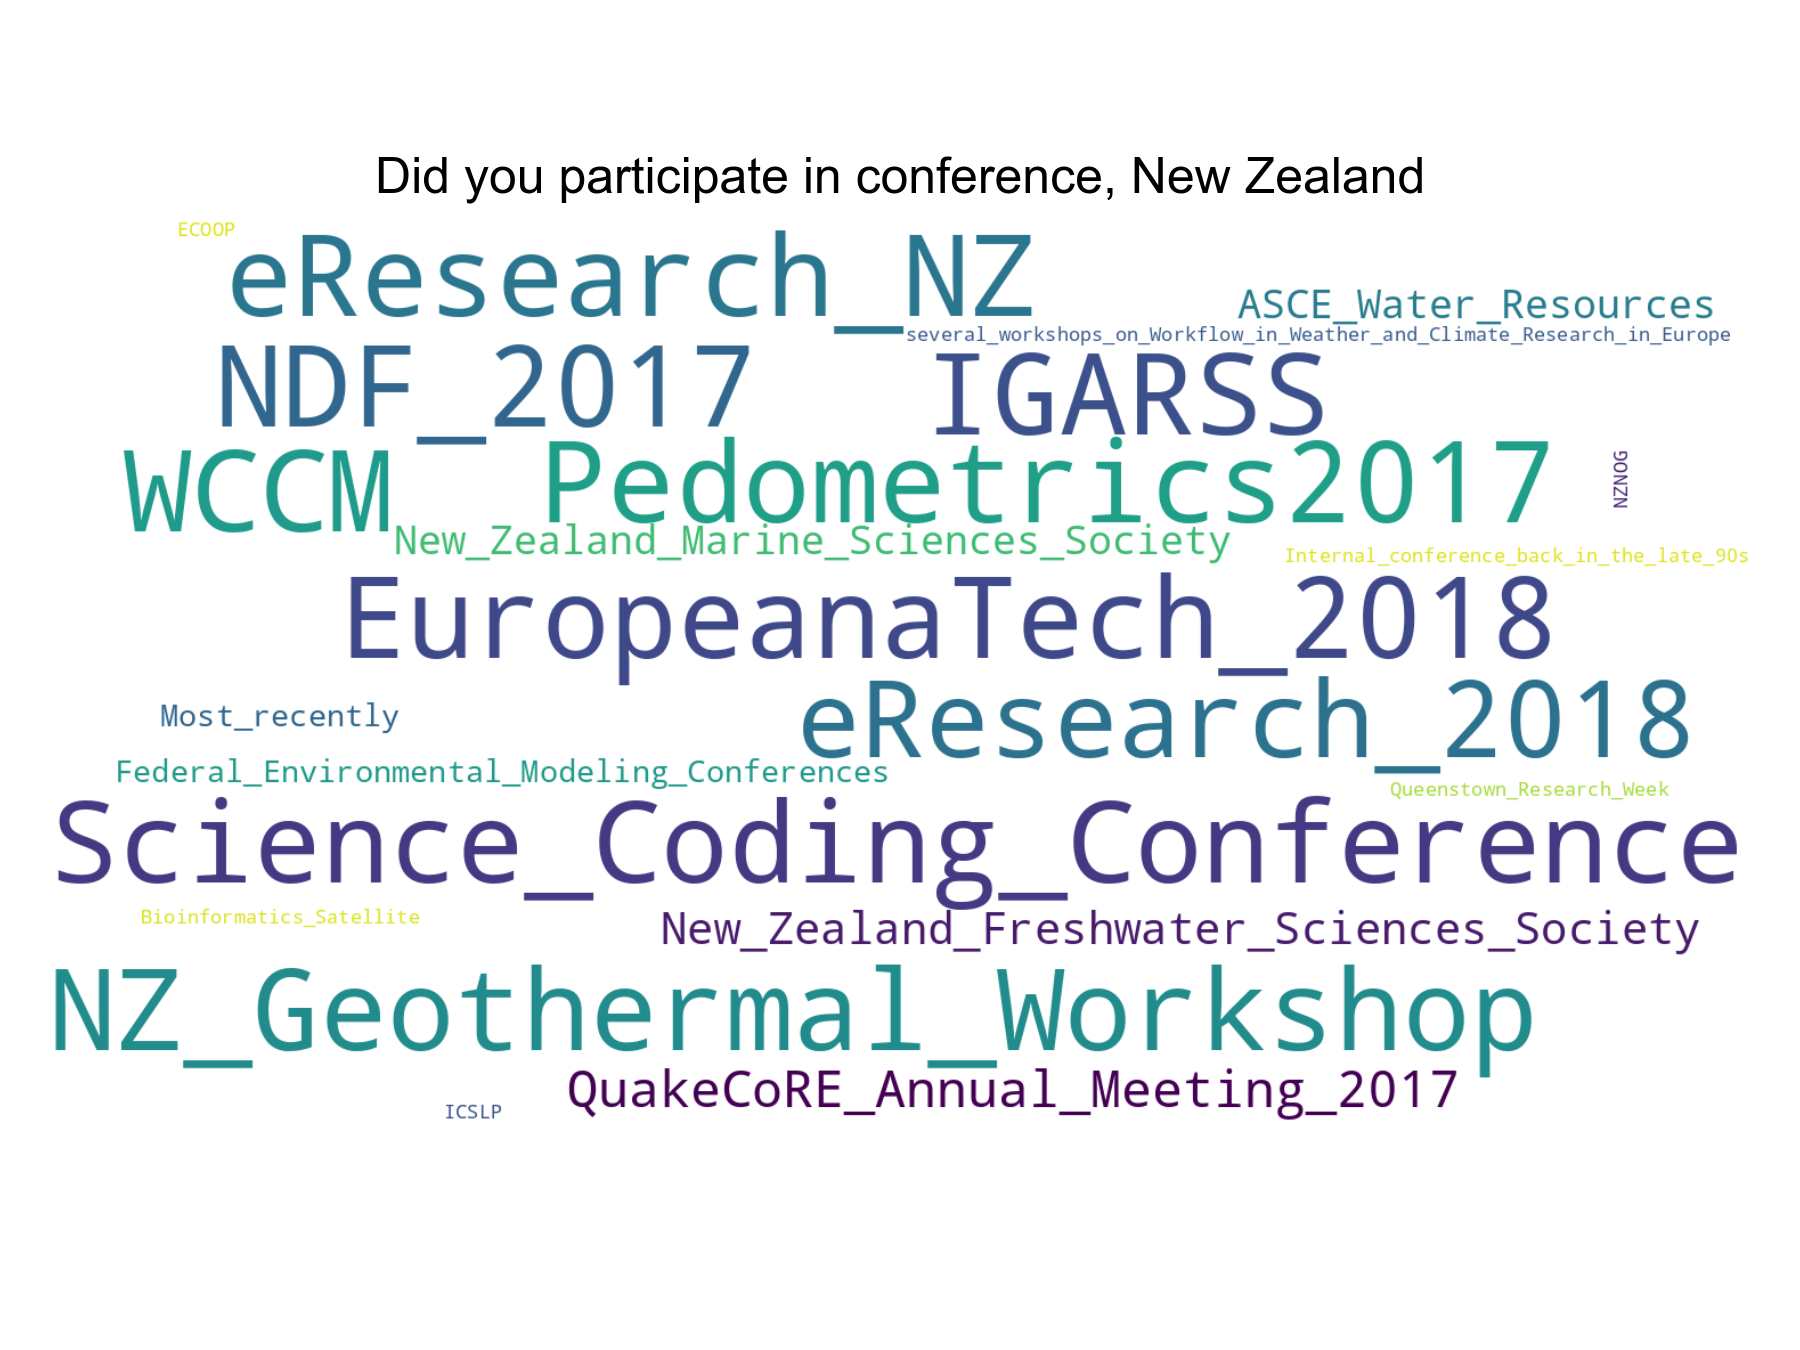 Did you participate in conference, New Zealand
ECOOP
eResearch_NZ
ASCE_Water_Resources
several_workshops_on_Workflow_in_Weather_and_Climate_Research_in_Europe
NDF_2017
IGARSS
WCCM
Pedometrics2017
NZNOG
New_Zealand_Marine_Sciences_Society
Internal_conference_back_in_the_late_90s
EuropeanaTech_2018
eResearch_2018
Most_recently
Federal_Environmental_Modeling_Conferences
Queenstown_Research_Week
Science_Coding_Conference
Bioinformatics_Satellite
New_Zealand_Freshwater_Sciences_Society
NZ_Geothermal_Workshop
QuakeCoRE_Annual_Meeting_2017
ICSLP